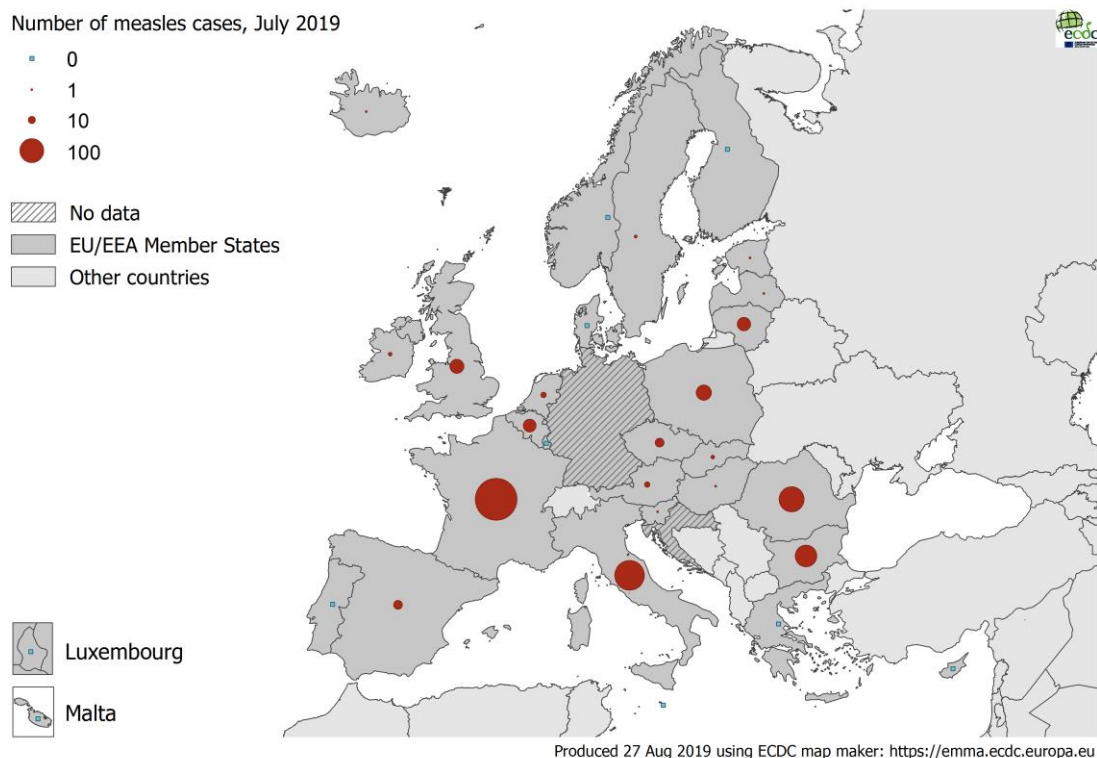 Number of measles cases, July 2019
0
1
10
100
No data
EU/EEA Member States
Other countries
Luxembourg
Malta
ecdc
Produced 27 Aug 2019 using ECDC map maker: https://emma.ecdc.europa.eu